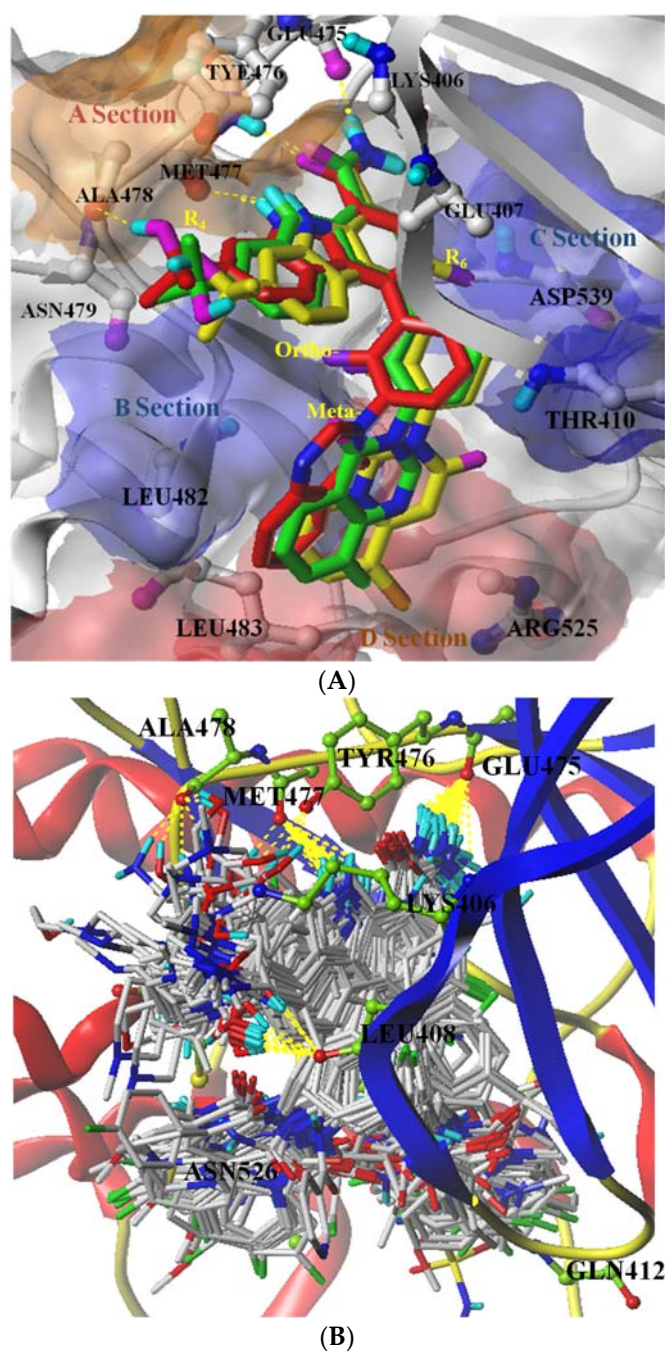 GLU475
TYE476
LYS406
A Section
MET477
ALA478
R4
GLU407
C Section
R6
ASN479
ASP539
Ortho-
B Section
Meta-
THR410
LEU482
LEU483
D Section
ARG525
(A)
ALA478
TYR476
GLU475
MET477
LYS406
LEU408
ASN526
GLN412
(B)